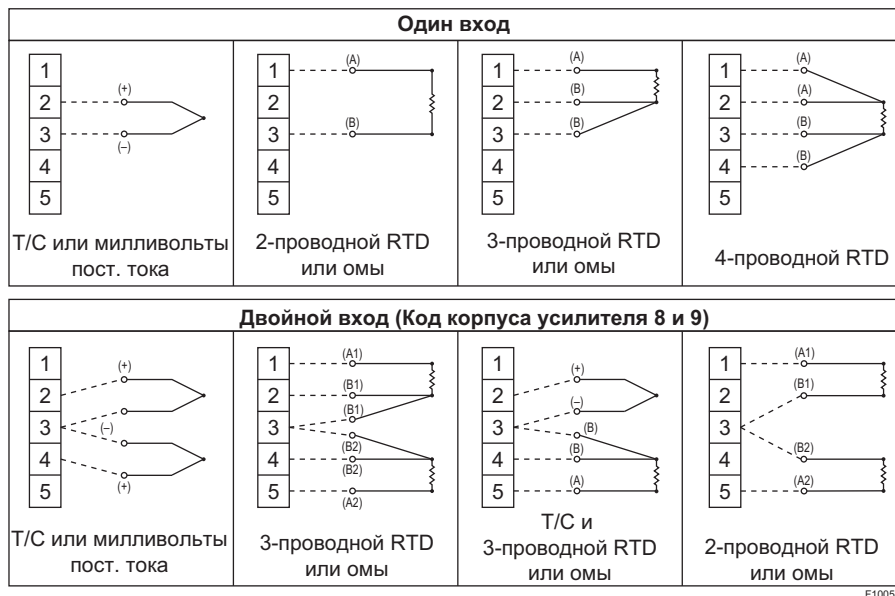 Один вход
1
2
3
4
5
(+)
(–)
Т/С или милливольты
пост. тока
1
2
3
4
5
(A)
(B)
2-проводной RTD
или омы
1
2
3
4
5
(A)
(B)
(B)
3-проводной RTD
или омы
1
2
3
4
5
(A)
(A)
(B)
(B)
4-проводной RTD
Двойной вход (Код корпуса усилителя 8 и 9)
1
2
3
4
5
(+)
(–)
(+)
Т/С или милливольты
пост. тока
1
2
3
4
5
(A1)
(B1)
(B1)
(B2)
(B2)
(A2)
3-проводной RTD
или омы
1
2
3
4
5
(+)
(–)
(B)
(B)
(A)
Т/С и
3-проводной RTD
или омы
1
2
3
4
5
(A1)
(B1)
(B2)
(A2)
2-проводной RTD
или омы